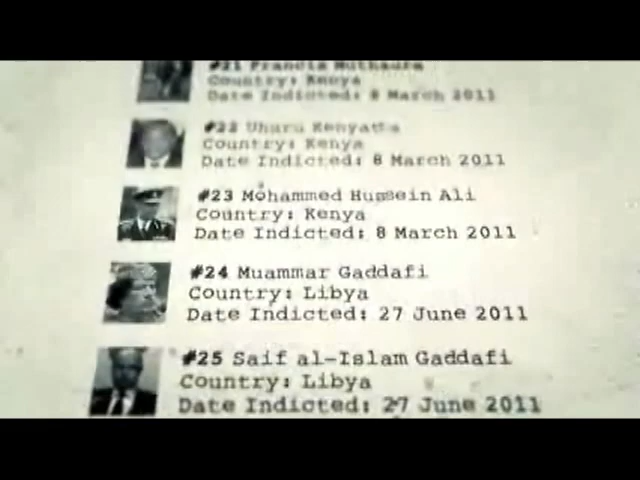 #21 Francis Muthaura
Country: Kenya
Date Indicted: 8 March 2011
#22 Uhuru Kenyatta
Country: Kenya
Date Indicted: 8 March 2011
#23 Mohammed Hussein Ali
Country: Kenya
Date Indicted: 8 March 2011
#24 Muammar Gaddafi
Country: Libya
Date Indicted: 27 June 2011
#25 Saif al-Islam Gaddafi
Country: Libya
Date Indicted: 27 June 2011